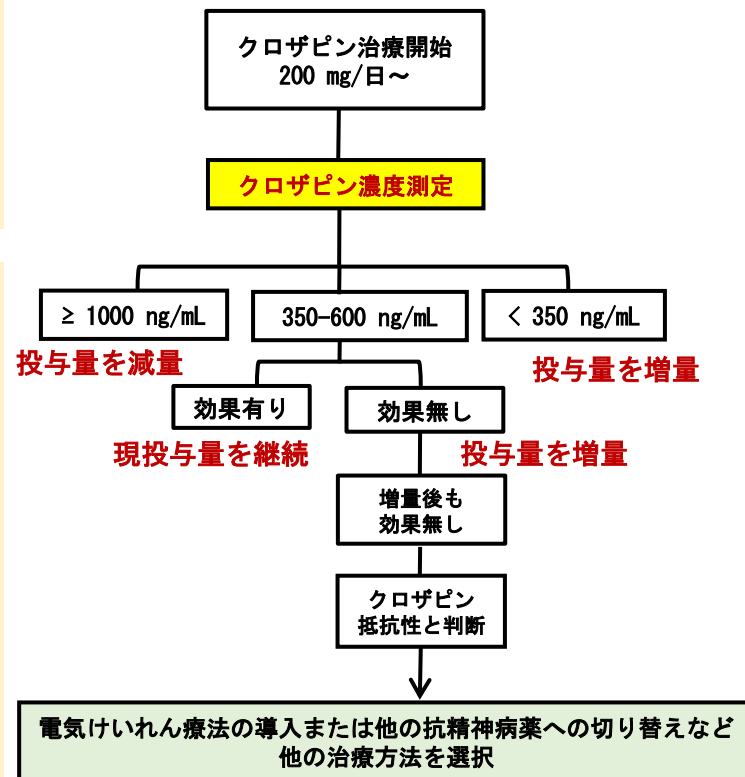 クロザピン治療開始
200 mg/日～
クロザピン濃度測定
≥ 1000 ng/mL
350-600 ng/mL
< 350 ng/mL
投与量を減量
投与量を増量
効果有り
効果無し
現投与量を継続
投与量を増量
増量後も
効果無し
クロザピン
抵抗性と判断
電気けいれん療法の導入または他の抗精神病薬への切り替えなど
他の治療方法を選択